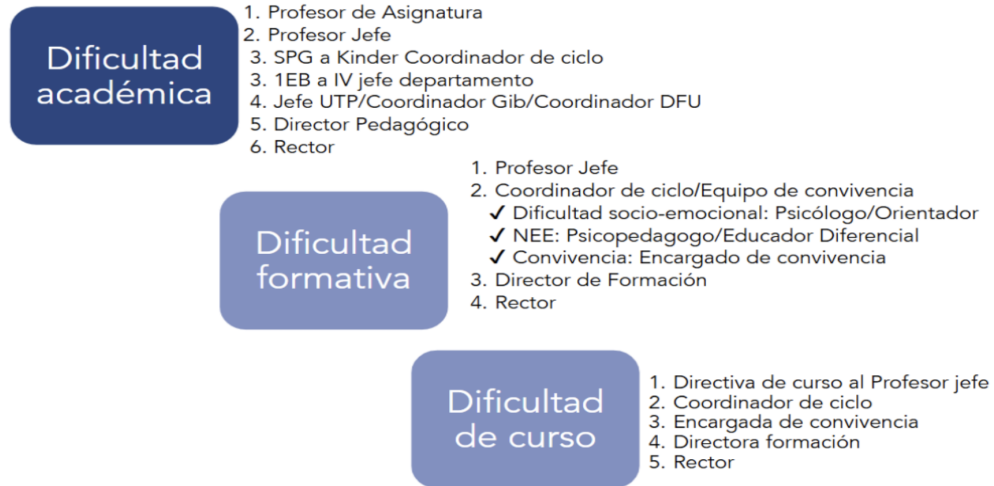 Dificultad
académica
1. Profesor de Asignatura
2. Profesor Jefe
3. SPG a Kinder Coordinador de ciclo
3. 1EB a IV jefe departamento
4. Jefe UTP/Coordinador Gib/Coordinador DFU
5. Director Pedagógico
6. Rector
Dificultad
formativa
1. Profesor Jefe
2. Coordinador de ciclo/Equipo de convivencia
✓ Dificultad socio-emocional: Psicólogo/Orientador
✓ NEE: Psicopedagogo/Educador Diferencial
✓ Convivencia: Encargado de convivencia
3. Director de Formación
4. Rector
Dificultad
de curso
1. Directiva de curso al Profesor jefe
2. Coordinador de ciclo
3. Encargada de convivencia
4. Directora formación
5. Rector